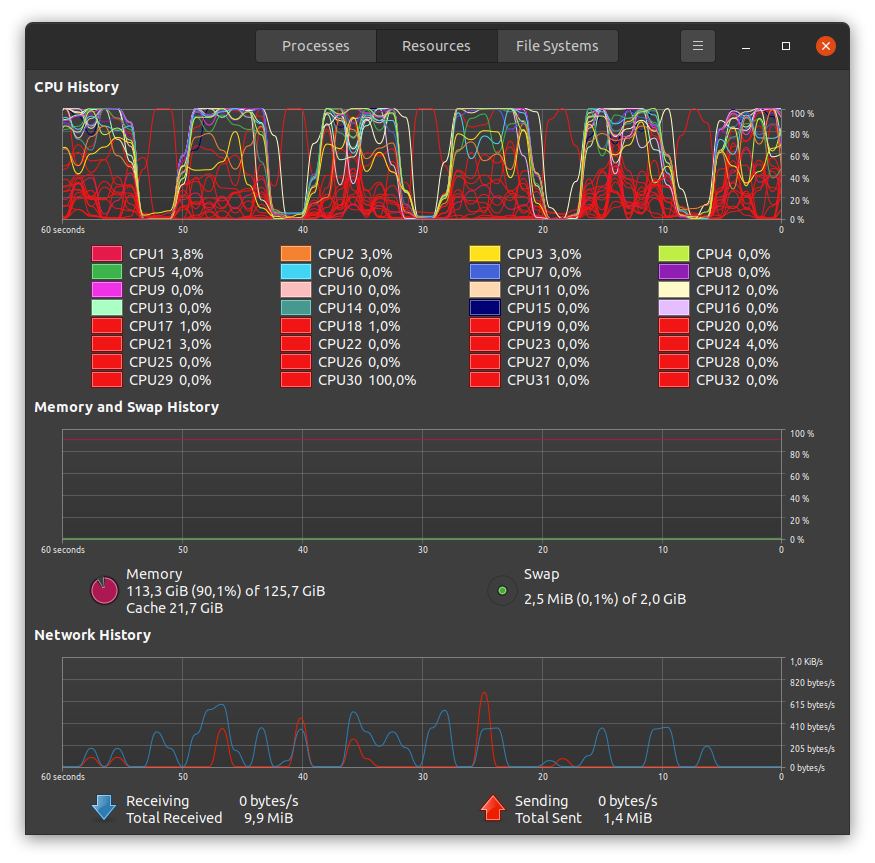 Processes Resources File Systems
CPU History
100 %
80 %
60 %
40 %
20 %
0 %
60 seconds 50 40 30 20 10 0
CPU1 3,8% CPU2 3,0% CPU3 3,0% CPU4 0,0%
CPU5 4,0% CPU6 0,0% CPU7 0,0% CPU8 0,0%
CPU9 0,0% CPU10 0,0% CPU11 0,0% CPU12 0,0%
CPU13 0,0% CPU14 0,0% CPU15 0,0% CPU16 0,0%
CPU17 1,0% CPU18 1,0% CPU19 0,0% CPU20 0,0%
CPU21 3,0% CPU22 0,0% CPU23 0,0% CPU24 4,0%
CPU25 0,0% CPU26 0,0% CPU27 0,0% CPU28 0,0%
CPU29 0,0% CPU30 100,0% CPU31 0,0% CPU32 0,0%
Memory and Swap History
100 %
80 %
60 %
40 %
20 %
0 %
60 seconds 50 40 30 20 10 0
Memory
113,3 GiB (90,1%) of 125,7 GiB
Cache 21,7 GiB
Swap
2,5 MiB (0,1%) of 2,0 GiB
Network History
1,0 KiB/s
820 bytes/s
615 bytes/s
410 bytes/s
205 bytes/s
0 bytes/s
60 seconds 50 40 30 20 10 0
Receiving 0 bytes/s
Total Received 9,9 MiB
Sending 0 bytes/s
Total Sent 1,4 MiB